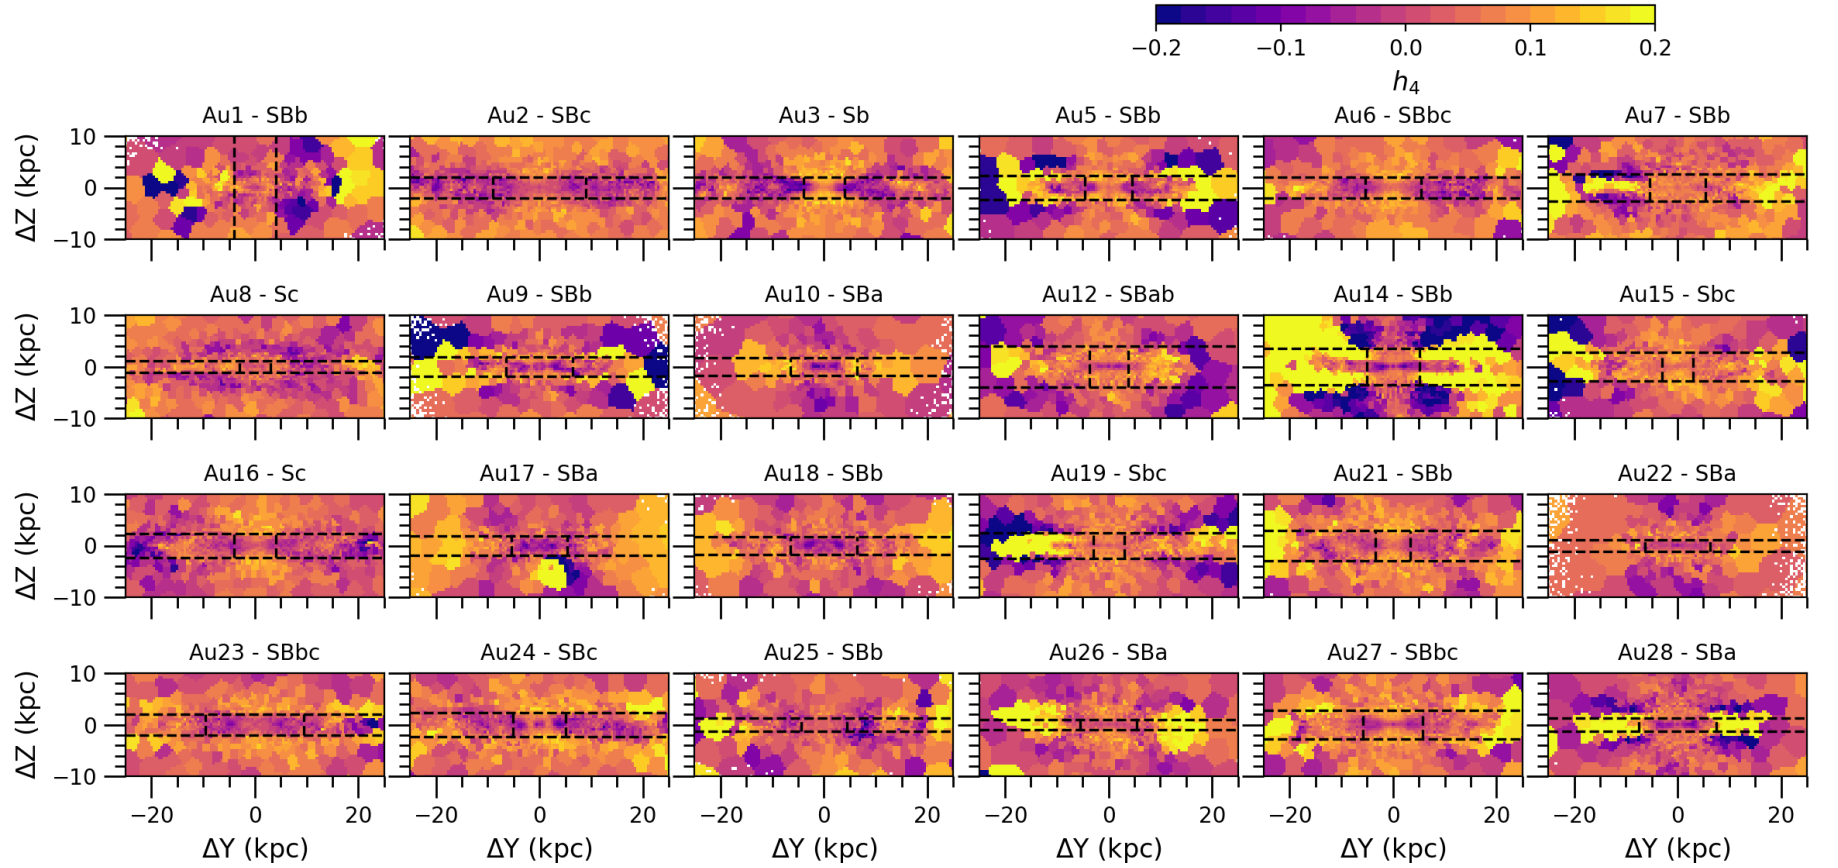 −0.2 −0.1 0.0 0.1 0.2
h4
Au1 - SBb Au2 - SBc Au3 - Sb Au5 - SBb Au6 - SBbc Au7 - SBb
ΔZ (kpc) 10 0 −10
Au8 - Sc Au9 - SBb Au10 - SBa Au12 - SBab Au14 - SBb Au15 - Sbc
ΔZ (kpc) 10 0 −10
Au16 - Sc Au17 - SBa Au18 - SBb Au19 - Sbc Au21 - SBb Au22 - SBa
ΔZ (kpc) 10 0 −10
Au23 - SBbc Au24 - SBc Au25 - SBb Au26 - SBa Au27 - SBbc Au28 - SBa
ΔZ (kpc) 10 0 −10
−20 0 20 −20 0 20 −20 0 20 −20 0 20 −20 0 20 −20 0 20
ΔY (kpc) ΔY (kpc) ΔY (kpc) ΔY (kpc) ΔY (kpc) ΔY (kpc)